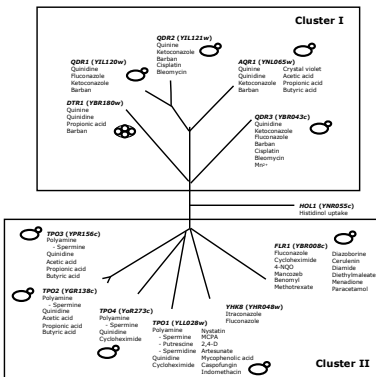 Cluster I
QDR2 (YIL121w)
Quinine
Ketoconazole
Barban
Cisplatin
Bleomycin
QDR1 (YIL120w)
Quinidine
Fluconazole
Ketoconazole
Barban
AQR1 (YNL065w)
Quinine
Quinidine
Ketoconazole
Barban
Crystal violet
Acetic acid
Propionic acid
Butyric acid
DTR1 (YBR180w)
Quinine
Quinidine
Propionic acid
Barban
QDR3 (YBR043c)
Quinidine
Ketoconazole
Fluconazole
Barban
Cisplatin
Bleomycin
Mn²⁺
HOL1 (YNR055c)
Histidinol uptake
TPO3 (YPR156c)
Polyamine
- Spermine
Quinidine
Acetic acid
Propionic acid
Butyric acid
FLR1 (YBR008c)
Fluconazole
Cycloheximide
4-NQO
Mancozeb
Benomyl
Methotrexate
Diazoborine
Cerulenin
Diamide
Diethylmaleate
Menadione
Paracetamol
TPO2 (YGR138c)
Polyamine
- Spermine
Quinidine
Acetic acid
Propionic acid
Butyric acid
TPO4 (YoR273c)
Polyamine
- Spermine
Quinidine
Cycloheximide
YHK8 (YHR048w)
Itraconazole
Fluconazole
TPO1 (YLL028w)
Polyamine
- Spermine
- Putrescine
- Spermidine
Quinidine
Cycloheximide
Nystatin
MCPA
2,4-D
Artesunate
Mycophenolic acid
Caspofungin
Indomethacin
Cluster II